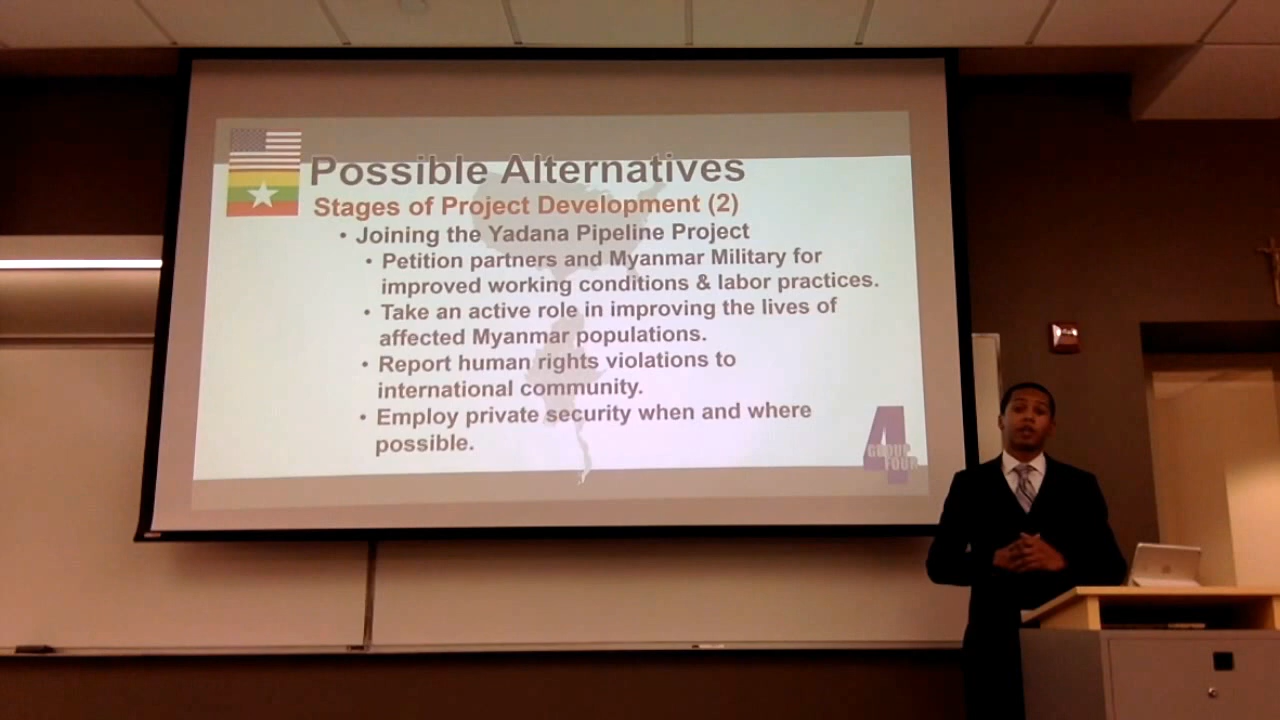 Possible Alternatives
Stages of Project Development (2)
• Joining the Yadana Pipeline Project
• Petition partners and Myanmar Military for
improved working conditions & labor practices.
• Take an active role in improving the lives of
affected Myanmar populations.
• Report human rights violations to
international community.
• Employ private security when and where
possible.
4
GROUP
FOUR